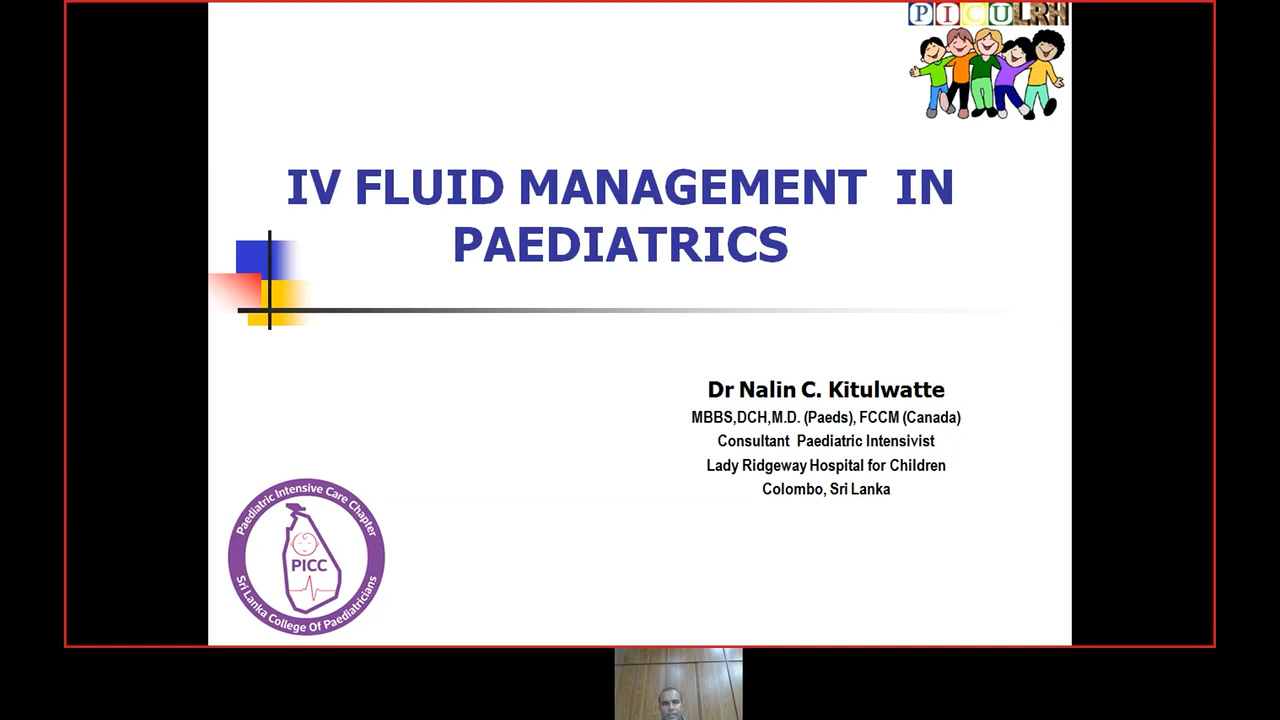 PICULRH
IV FLUID MANAGEMENT IN
PAEDIATRICS
Dr Nalin C. Kitulwatte
MBBS,DCH,M.D. (Paeds), FCCM (Canada)
Consultant Paediatric Intensivist
Lady Ridgeway Hospital for Children
Colombo, Sri Lanka
Paediatric Intensive Care Chapter
PICC
Sri Lanka College Of Paediatricians